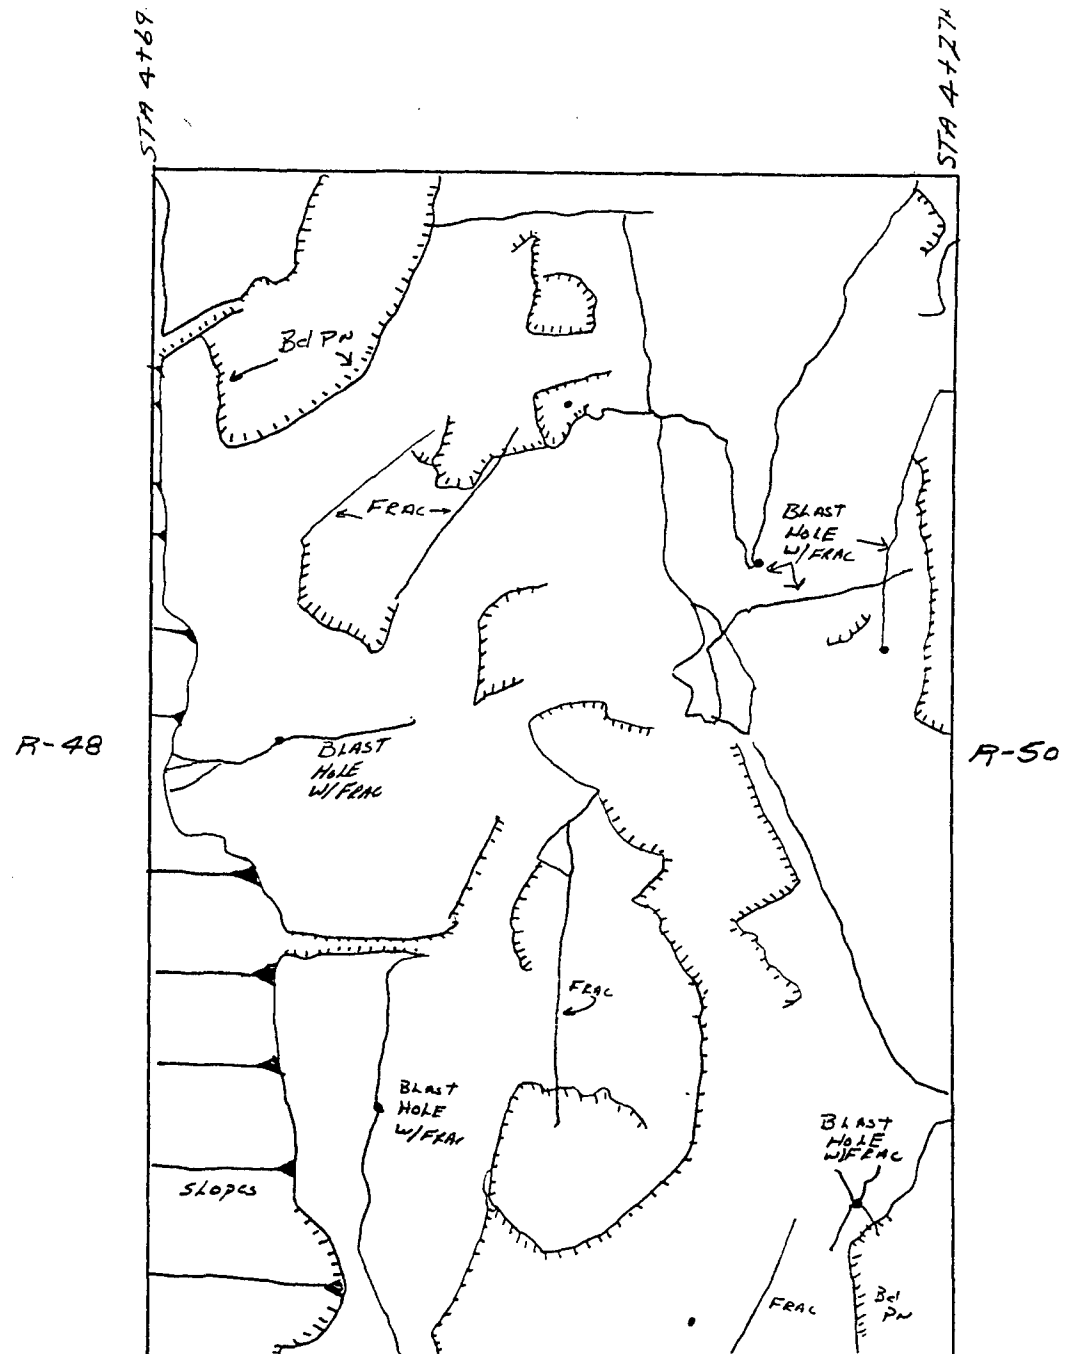 STA 4+69
STA 4+27
Bd Pn
FRAC
BLAST
HOLE
W/FRAC
R-48
R-50
BLAST
HOLE
W/FRAC
FRAC
BLAST
HOLE
W/FRAC
BLAST
HOLE
W/FRAC
SLOPES
FRAC
Bd
Pn